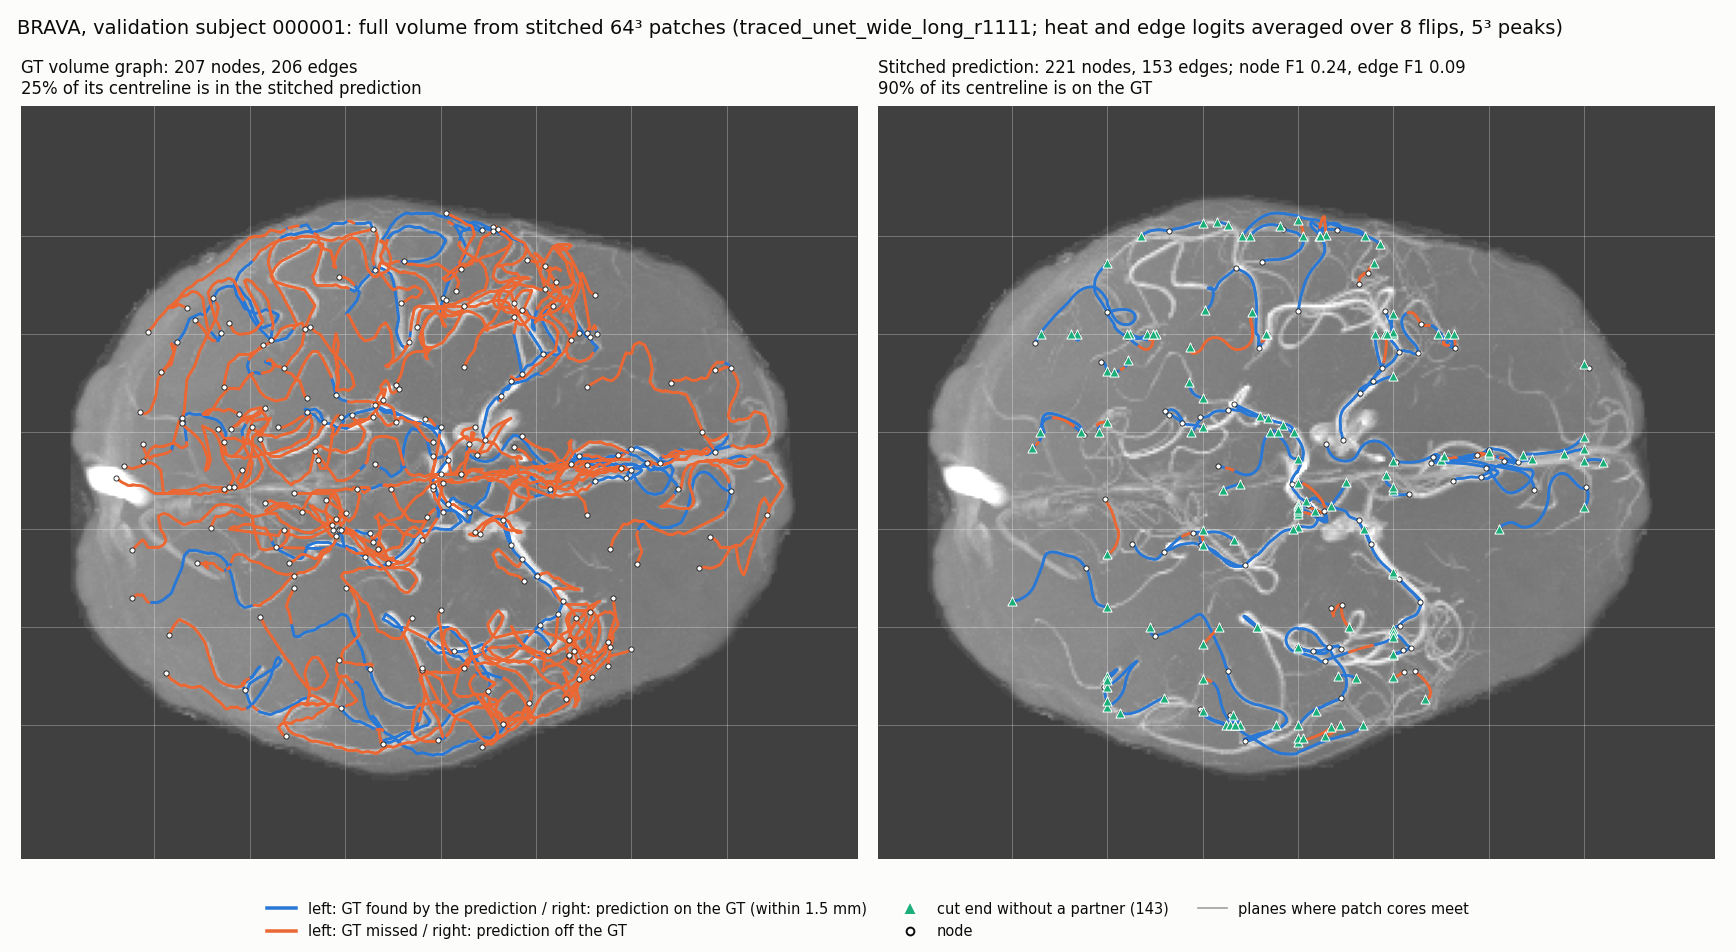 BRAVA, validation subject 000001: full volume from stitched 64³ patches (traced_unet_wide_long_r1111; heat and edge logits averaged over 8 flips, 5³ peaks)
GT volume graph: 207 nodes, 206 edges
25% of its centreline is in the stitched prediction
Stitched prediction: 221 nodes, 153 edges; node F1 0.24, edge F1 0.09
90% of its centreline is on the GT
left: GT found by the prediction / right: prediction on the GT (within 1.5 mm)
left: GT missed / right: prediction off the GT
cut end without a partner (143)
node
planes where patch cores meet